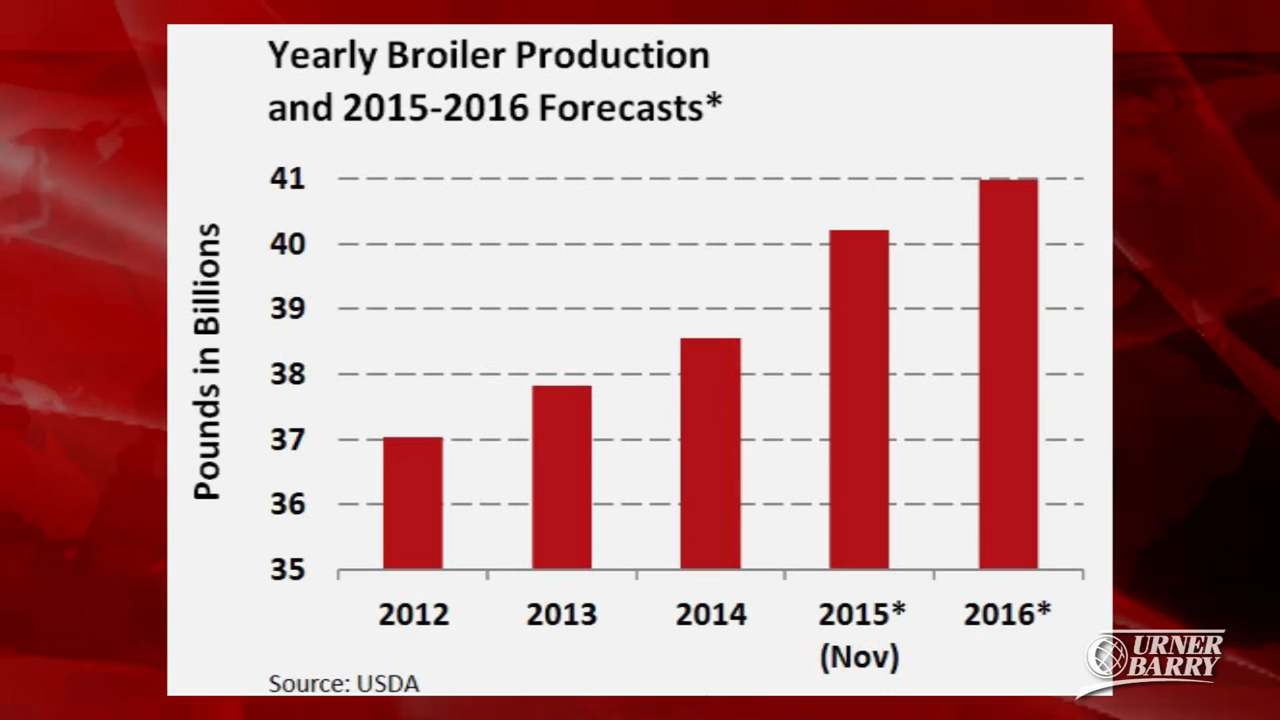 Yearly Broiler Production
and 2015-2016 Forecasts*
Pounds in Billions
41
40
39
38
37
36
35
2012 2013 2014 2015* 2016*
(Nov)
Source: USDA
URNER
BARRY